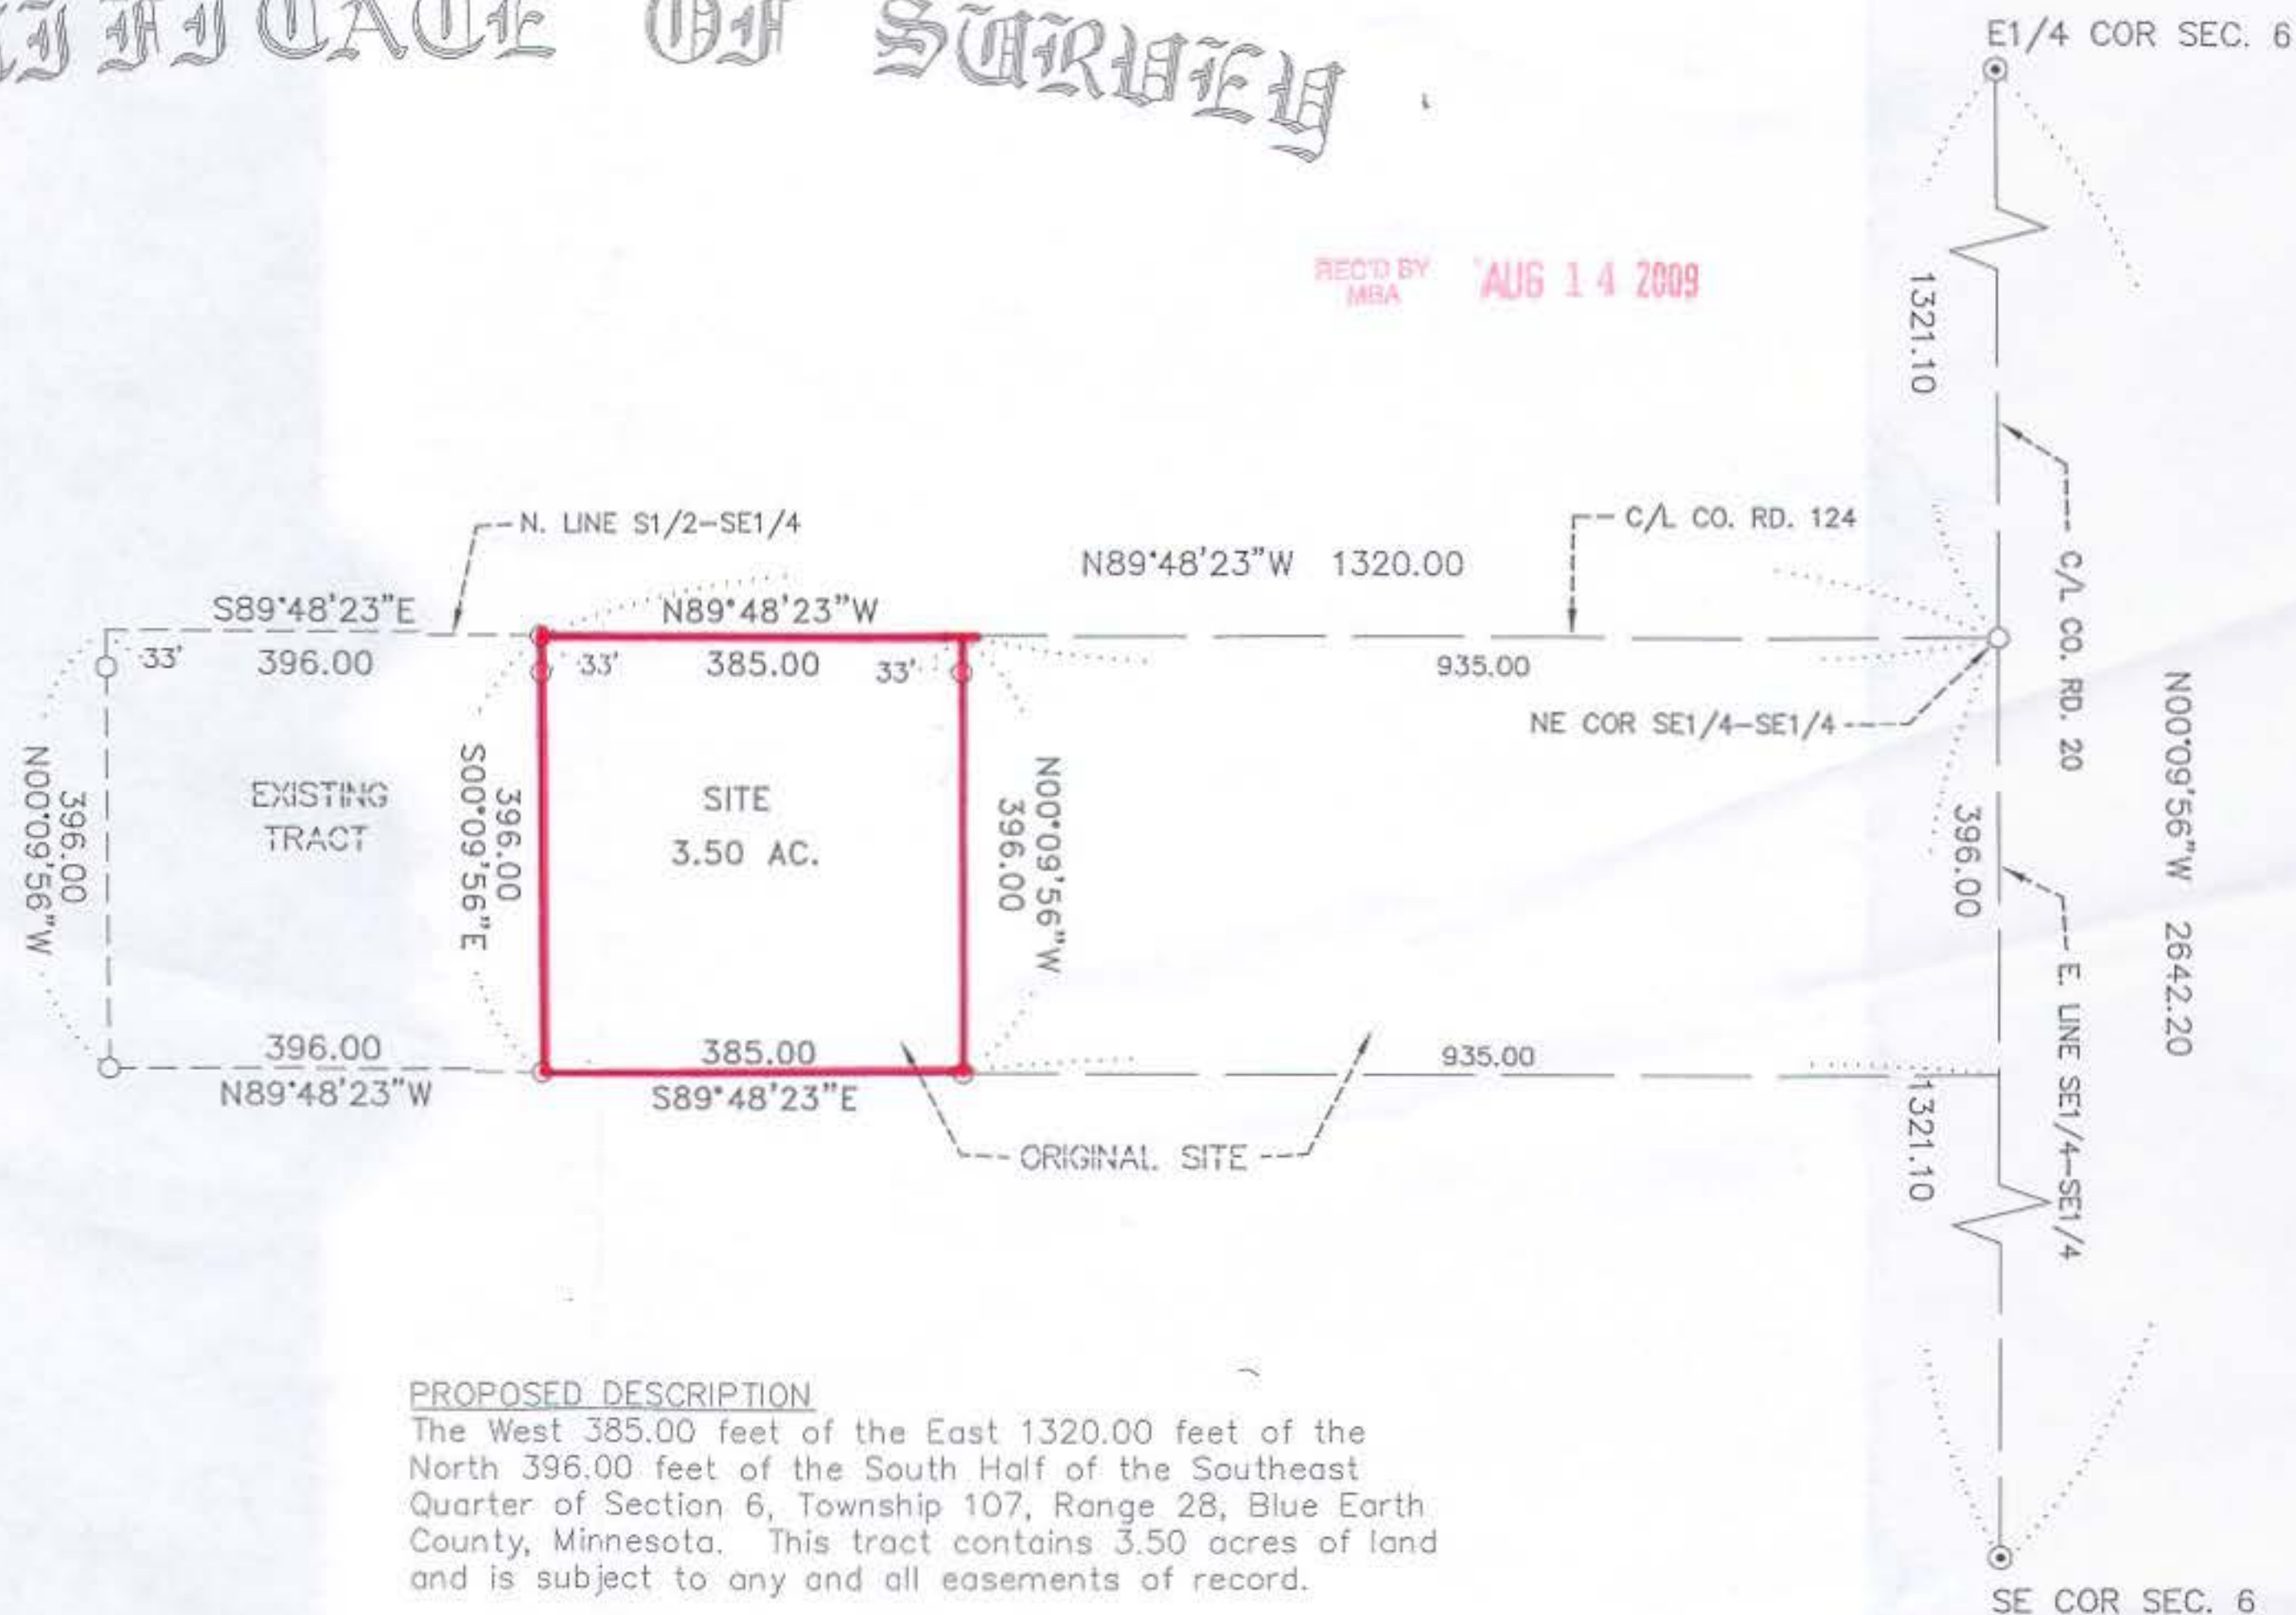 OF SURVEY
E1/4 COR SEC. 6
REC'D BY
MBA
AUG 14 2009
1321.10
N. LINE S1/2-SE1/4
C/L CO. RD. 124
N89°48'23"W 1320.00
C/L CO. RD. 20
S89°48'23"E
N89°48'23"W
33'
396.00
33'
385.00
33'
935.00
NE COR SE1/4-SE1/4
N00°09'56"W 2642.20
396.00
N00°09'56"W
EXISTING
TRACT
396.00
S00°09'56"E
SITE
3.50 AC.
N00°09'56"W
396.00
396.00
E. LINE SE1/4-SE1/4
396.00
N89°48'23"W
385.00
S89°48'23"E
935.00
1321.10
ORIGINAL SITE
PROPOSED DESCRIPTION
The West 385.00 feet of the East 1320.00 feet of the
North 396.00 feet of the South Half of the Southeast
Quarter of Section 6, Township 107, Range 28, Blue Earth
County, Minnesota. This tract contains 3.50 acres of land
and is subject to any and all easements of record.
SE COR SEC. 6